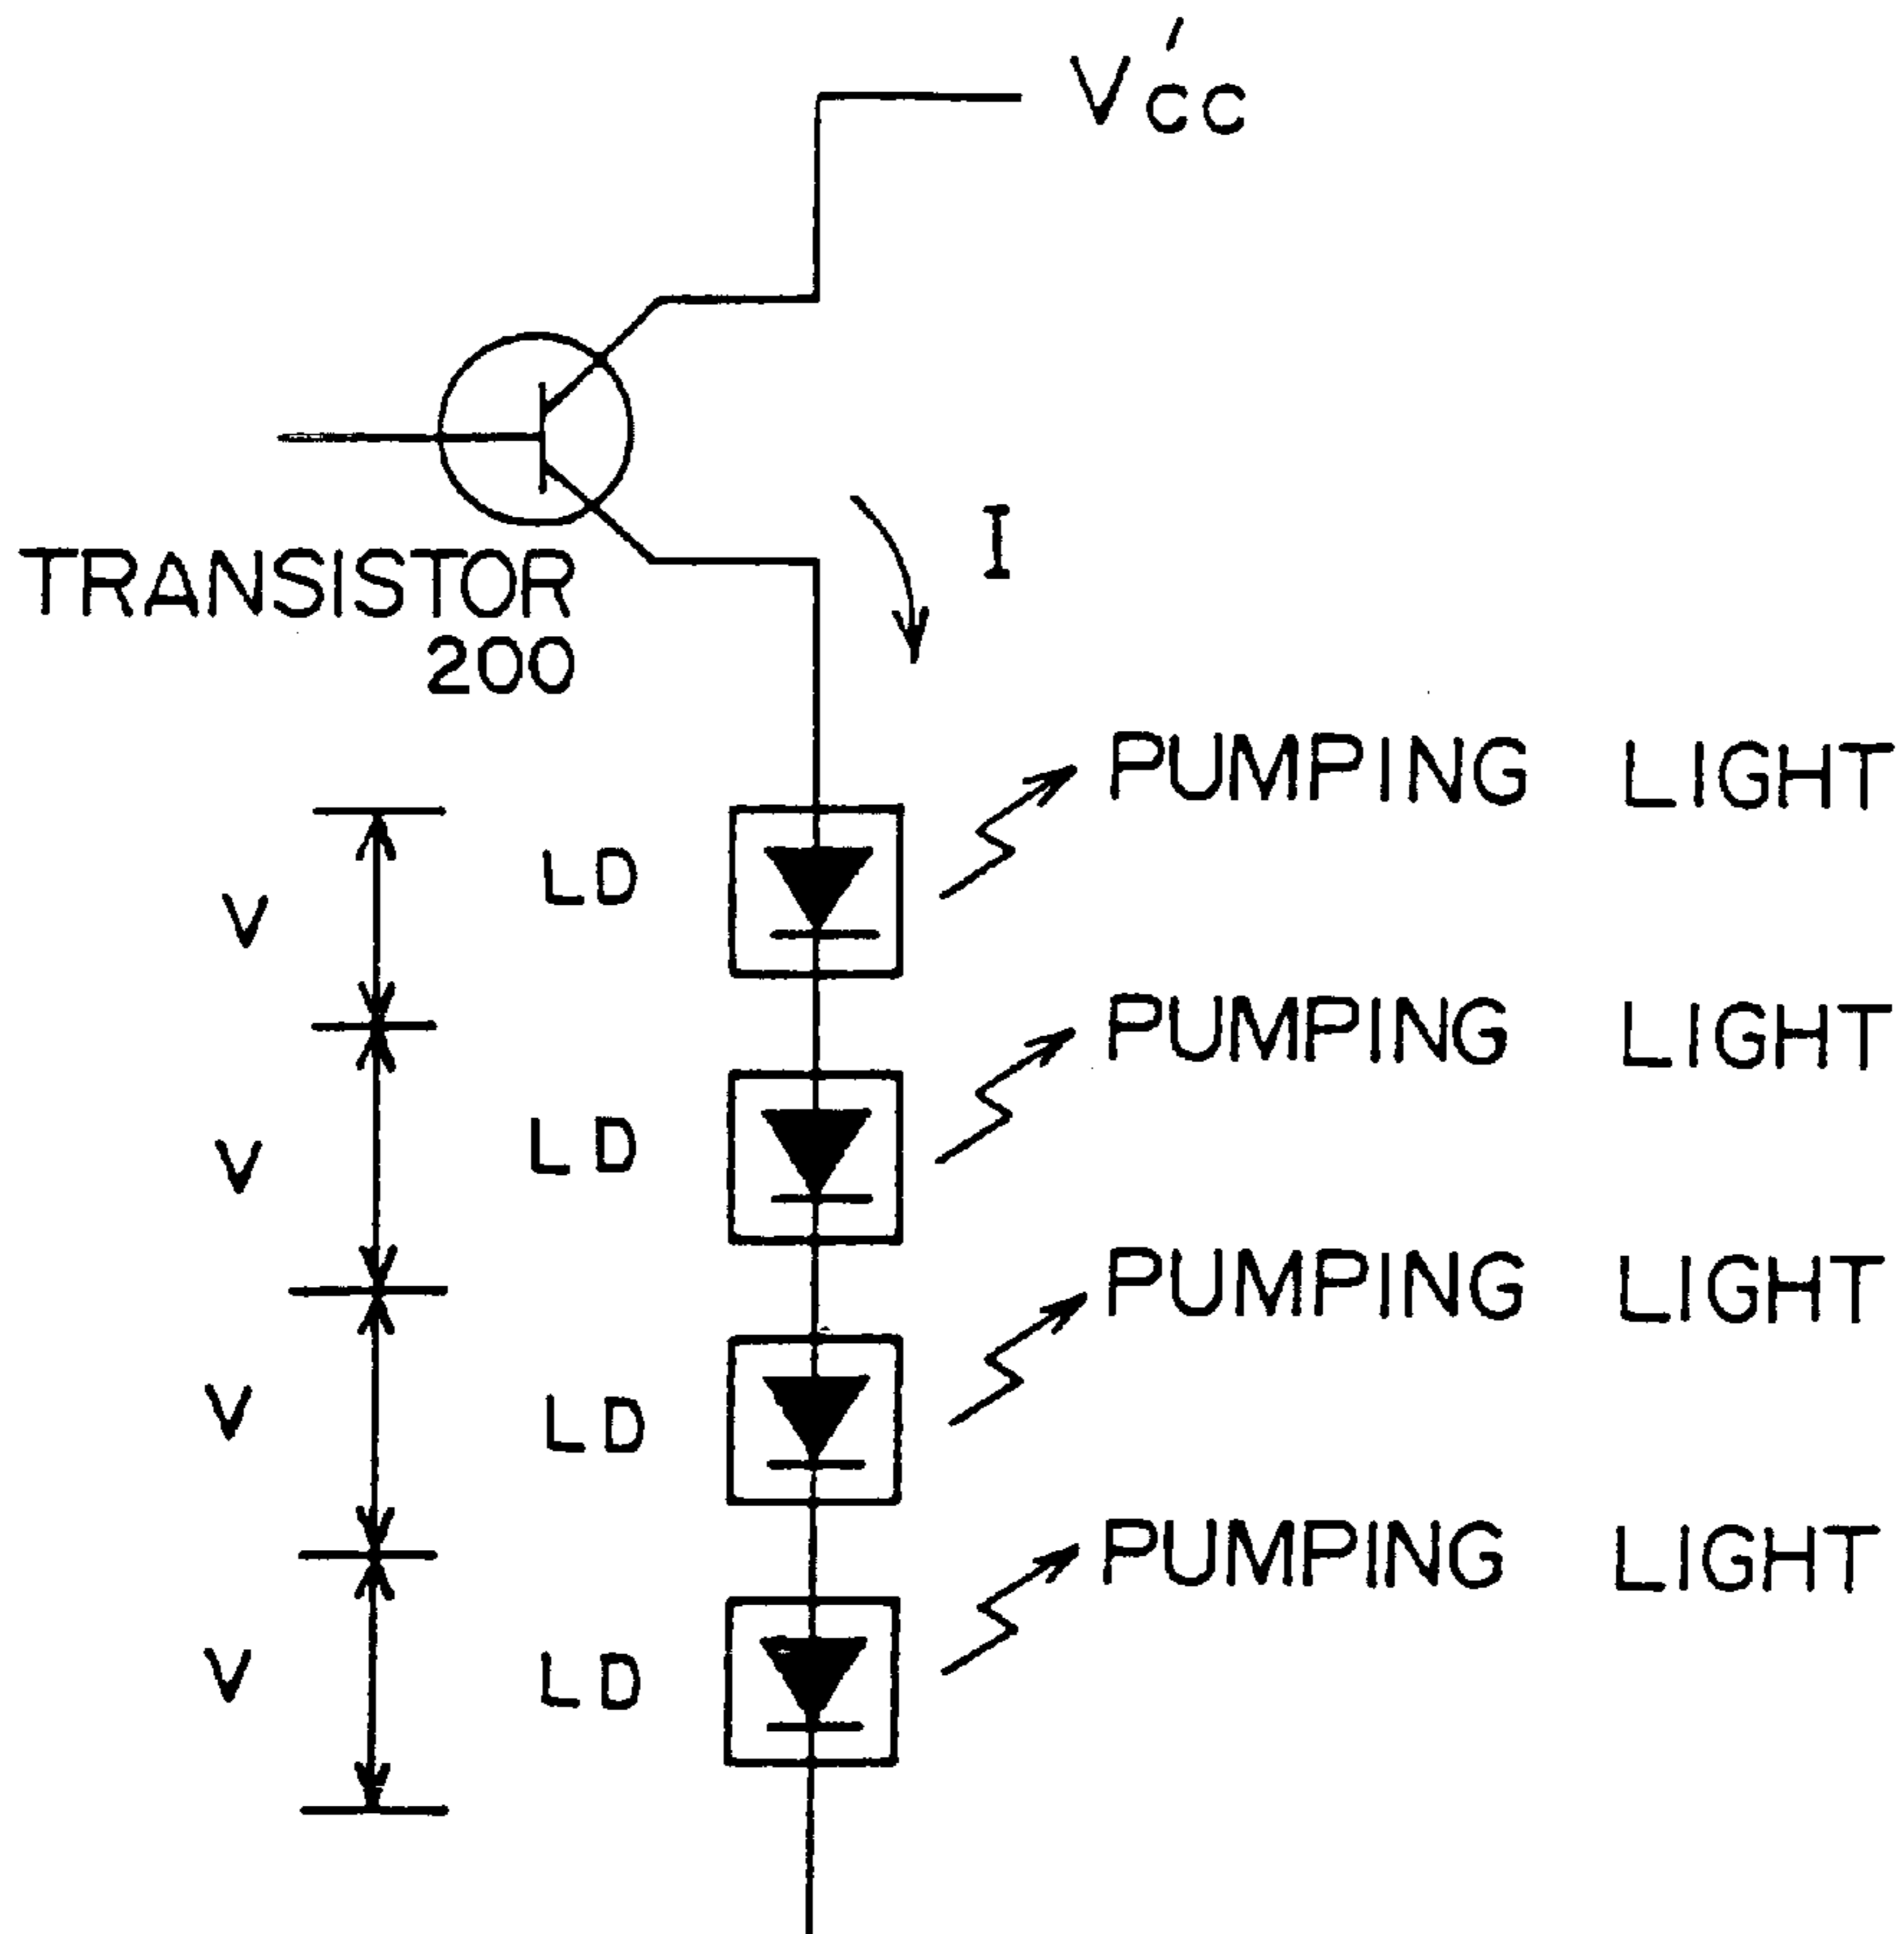 V'cc
I
TRANSISTOR
200
PUMPING LIGHT
V LD
PUMPING LIGHT
V LD
PUMPING LIGHT
V LD
PUMPING LIGHT
V LD